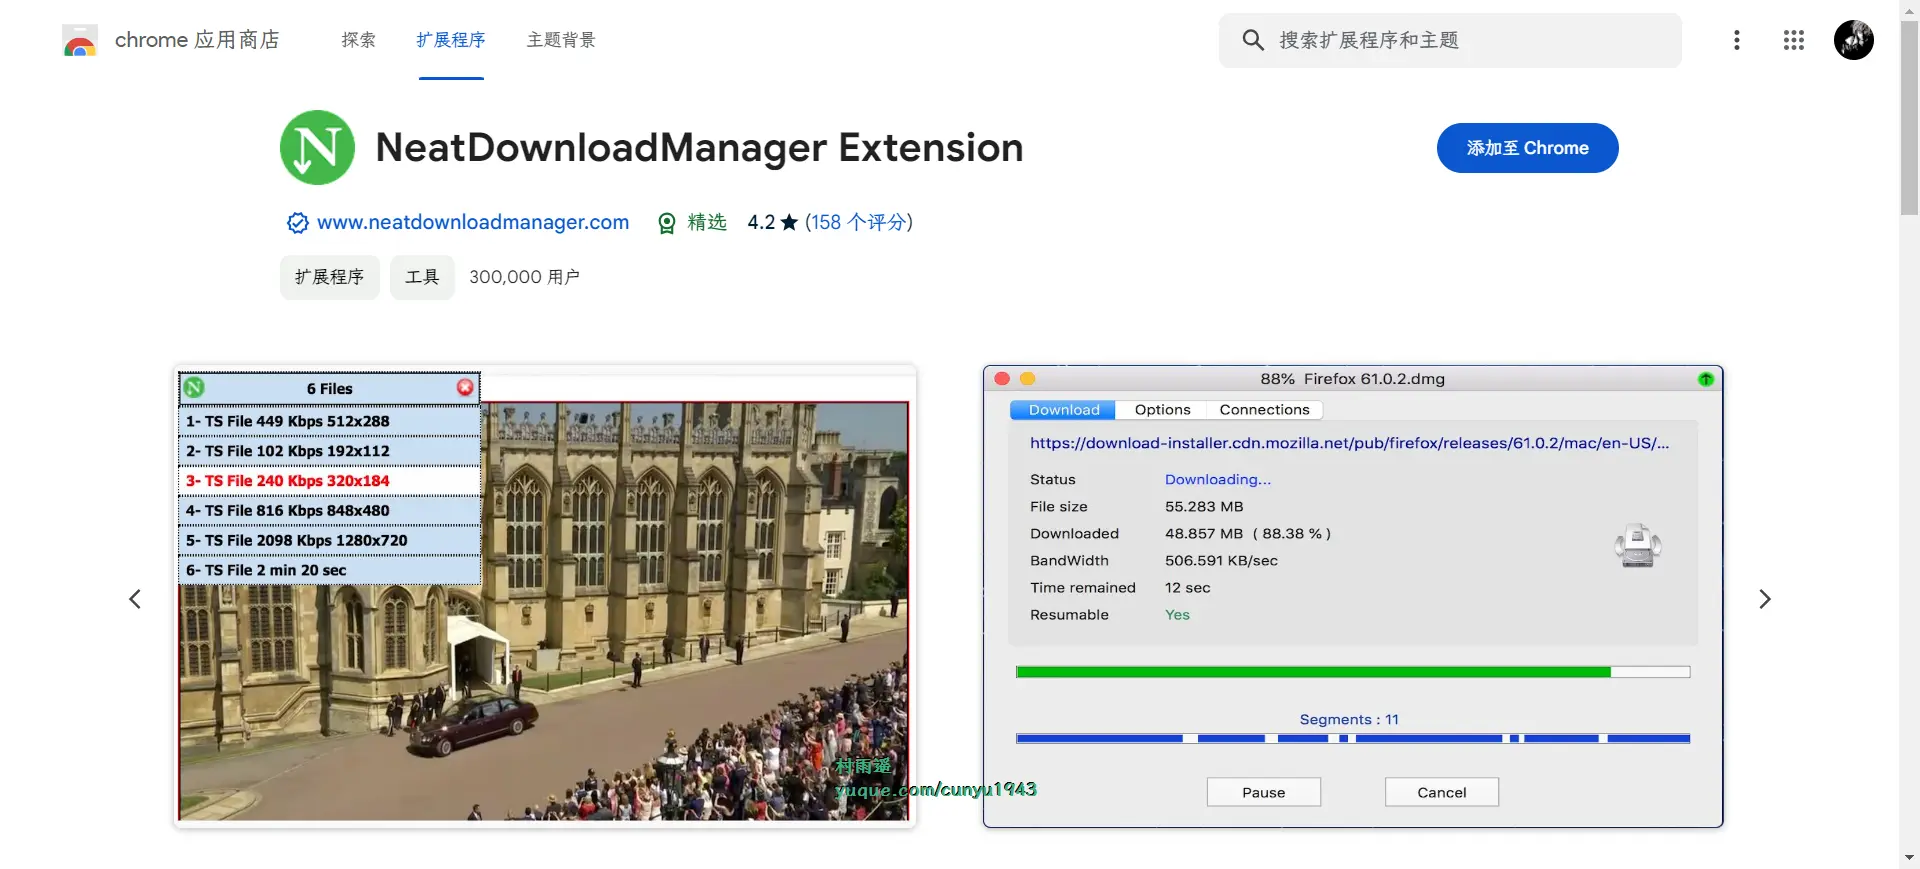 chrome 应用商店
探索
扩展程序
主题背景
搜索扩展程序和主题
N
NeatDownloadManager Extension
添加至 Chrome
www.neatdownloadmanager.com
精选
4.2 ★ (158 个评分)
扩展程序
工具
300,000 用户
N
6 Files
1- TS File 449 Kbps 512x288
2- TS File 102 Kbps 192x112
3- TS File 240 Kbps 320x184
4- TS File 816 Kbps 848x480
5- TS File 2098 Kbps 1280x720
6- TS File 2 min 20 sec
88% Firefox 61.0.2.dmg
Download
Options
Connections
https://download-installer.cdn.mozilla.net/pub/firefox/releases/61.0.2/mac/en-US/...
Status Downloading...
File size 55.283 MB
Downloaded 48.857 MB ( 88.38 % )
BandWidth 506.591 KB/sec
Time remained 12 sec
Resumable Yes
Segments : 11
Pause
Cancel
村雨遥
yuque.com/cunyu1943